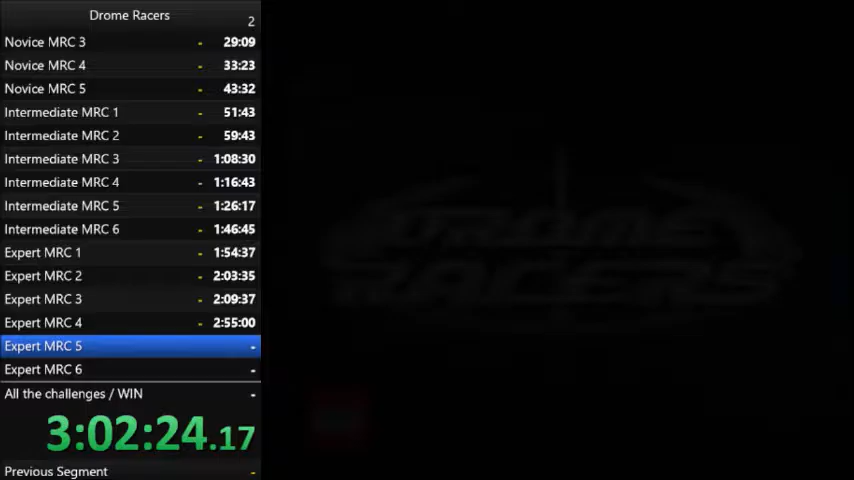 Drome Racers
2
Novice MRC 3 - 29:09
Novice MRC 4 - 33:23
Novice MRC 5 - 43:32
Intermediate MRC 1 - 51:43
Intermediate MRC 2 - 59:43
Intermediate MRC 3 - 1:08:30
Intermediate MRC 4 - 1:16:43
Intermediate MRC 5 - 1:26:17
Intermediate MRC 6 - 1:46:45
Expert MRC 1 - 1:54:37
Expert MRC 2 - 2:03:35
Expert MRC 3 - 2:09:37
Expert MRC 4 - 2:55:00
Expert MRC 5 -
Expert MRC 6 -
All the challenges / WIN -
3:02:24.17
Previous Segment -
DROME
RACERS